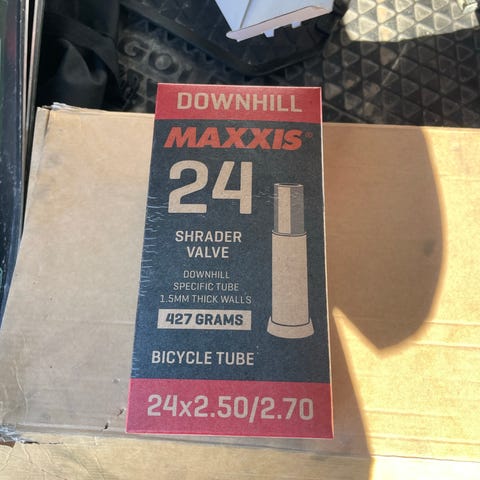 DOWNHILL
MAXXIS®
24
SHRADER
VALVE
DOWNHILL
SPECIFIC TUBE
1.5MM THICK WALLS
427 GRAMS
BICYCLE TUBE
24x2.50/2.70